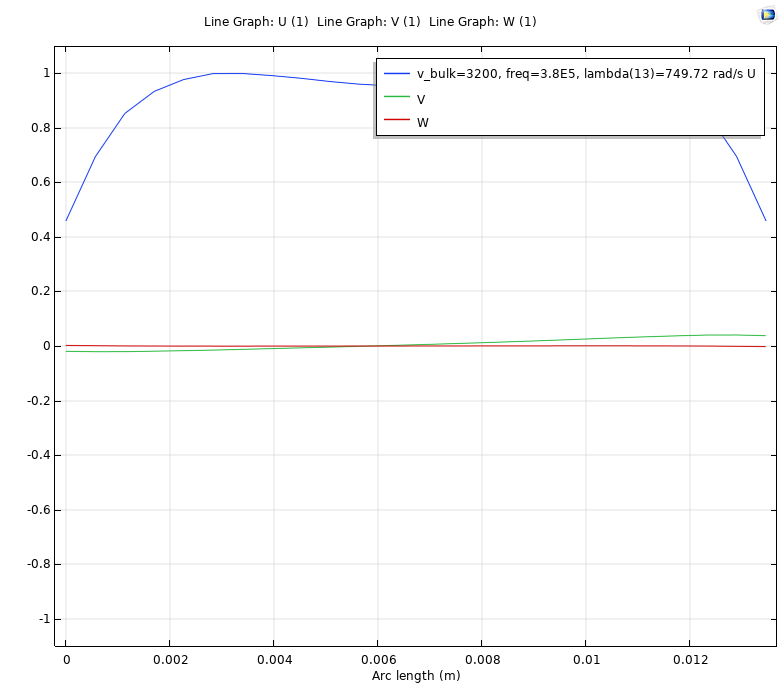 Line Graph: U (1) Line Graph: V (1) Line Graph: W (1)
v_bulk=3200, freq=3.8E5, lambda(13)=749.72 rad/s U
V
W
1
0.8
0.6
0.4
0.2
0
-0.2
-0.4
-0.6
-0.8
-1
0 0.002 0.004 0.006 0.008 0.01 0.012
Arc length (m)